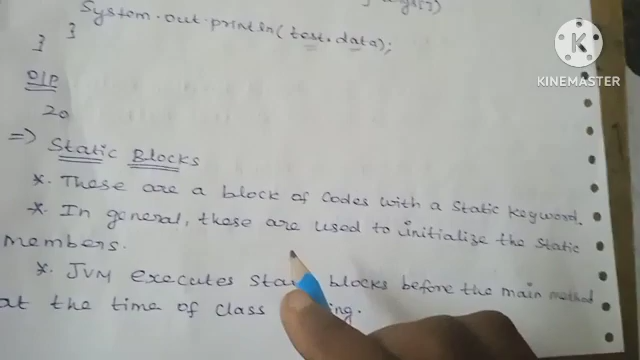 System.out.println(test.data);
}
}
O/P
20
=> Static Blocks
*. These are a block of codes with a static keyword.
*. In general, these are used to initialize the static
members.
*. JVM executes blocks before the main method
at the time of class
KINEMASTER